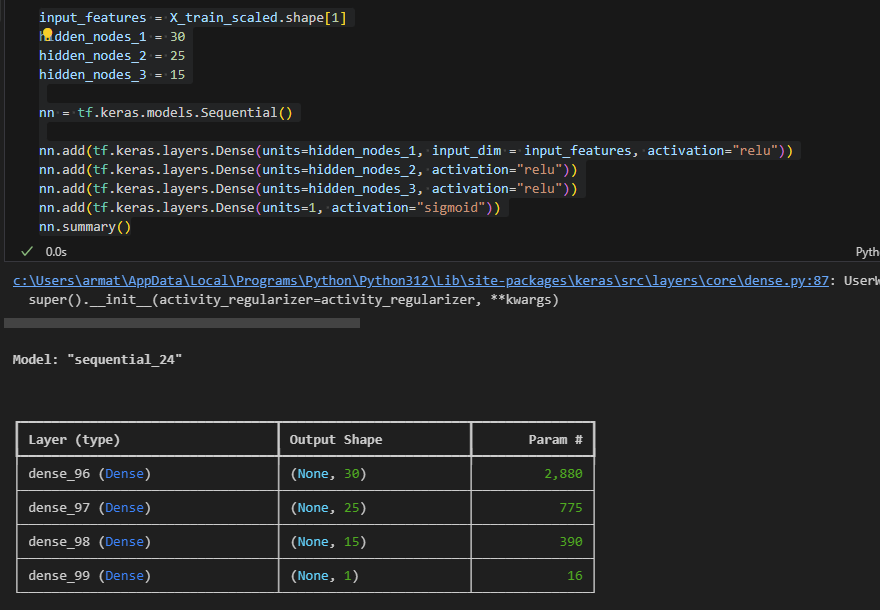 input_features = X_train_scaled.shape[1]
hidden_nodes_1 = 30
hidden_nodes_2 = 25
hidden_nodes_3 = 15
nn = tf.keras.models.Sequential()
nn.add(tf.keras.layers.Dense(units=hidden_nodes_1, input_dim = input_features, activation="relu"))
nn.add(tf.keras.layers.Dense(units=hidden_nodes_2, activation="relu"))
nn.add(tf.keras.layers.Dense(units=hidden_nodes_3, activation="relu"))
nn.add(tf.keras.layers.Dense(units=1, activation="sigmoid"))
nn.summary()
0.0s
Pyth
c:\Users\armat\AppData\Local\Programs\Python\Python312\Lib\site-packages\keras\src\layers\core\dense.py:87: UserW
super().__init__(activity_regularizer=activity_regularizer, **kwargs)
Model: "sequential_24"
Layer (type) Output Shape Param #
dense_96 (Dense) (None, 30) 2,880
dense_97 (Dense) (None, 25) 775
dense_98 (Dense) (None, 15) 390
dense_99 (Dense) (None, 1) 16